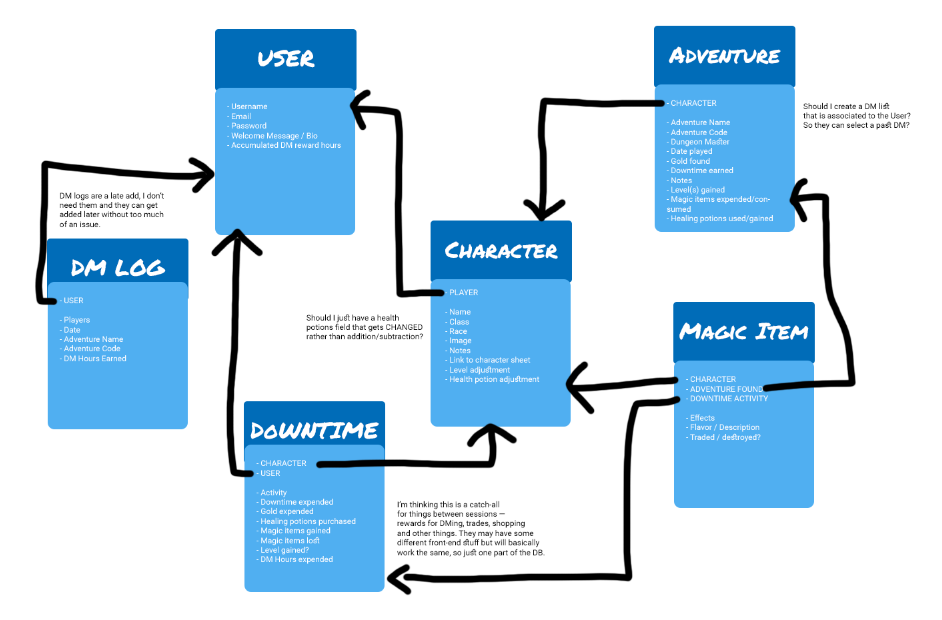 USER
- Username
- Email
- Password
- Welcome Message / Bio
- Accumulated DM reward hours
ADVENTURE
- CHARACTER
- Adventure Name
- Adventure Code
- Dungeon Master
- Date played
- Gold found
- Downtime earned
- Notes
- Level(s) gained
- Magic items expended/con-
sumed
- Healing potions used/gained
Should I create a DM list
that is associated to the User?
So they can select a past DM?
DM logs are a late add, I don't
need them and they can get
added later without too much
of an issue.
DM LOG
- USER
- Players
- Date
- Adventure Name
- Adventure Code
- DM Hours Earned
CHARACTER
- PLAYER
- Name
- Class
- Race
- Image
- Notes
- Link to character sheet
- Level adjustment
- Health potion adjustment
Should I just have a health
potions field that gets CHANGED
rather than addition/subtraction?
MAGIC ITEM
- CHARACTER
- ADVENTURE FOUND
- DOWNTIME ACTIVITY
- Effects
- Flavor / Description
- Traded / destroyed?
DOWNTIME
- CHARACTER
- USER
- Activity
- Downtime expended
- Gold expended
- Healing potions purchased
- Magic items gained
- Magic items lost
- Level gained?
- DM Hours expended
I'm thinking this is a catch-all
for things between sessions —
rewards for DMing, trades, shopping
and other things. They may have some
different front-end stuff but will basically
work the same, so just one part of the DB.